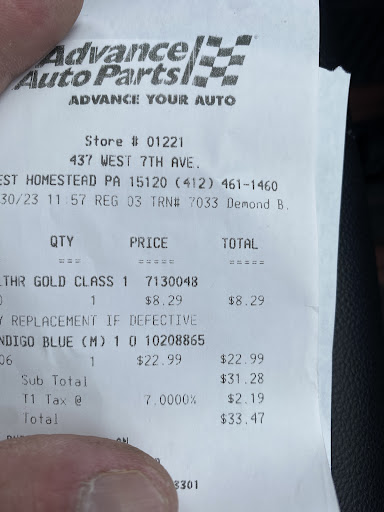 Advance
Auto Parts
ADVANCE YOUR AUTO
Store # 01221
437 WEST 7TH AVE.
EST HOMESTEAD PA 15120 (412) 461-1460
30/23 11 57 REG 03 TRN# 7033 Demond B.
QTY PRICE TOTAL
=== ===== =====
LTHR GOLD CLASS 1 7130048
1 $8.29 $8.29
Y REPLACEMENT IF DEFECTIVE
NDIGO BLUE (M) 1 0 10208865
06 1 $22.99 $22.99
Sub Total $31.28
T1 Tax @ 7.0000% $2.19
Total $33.47
8301